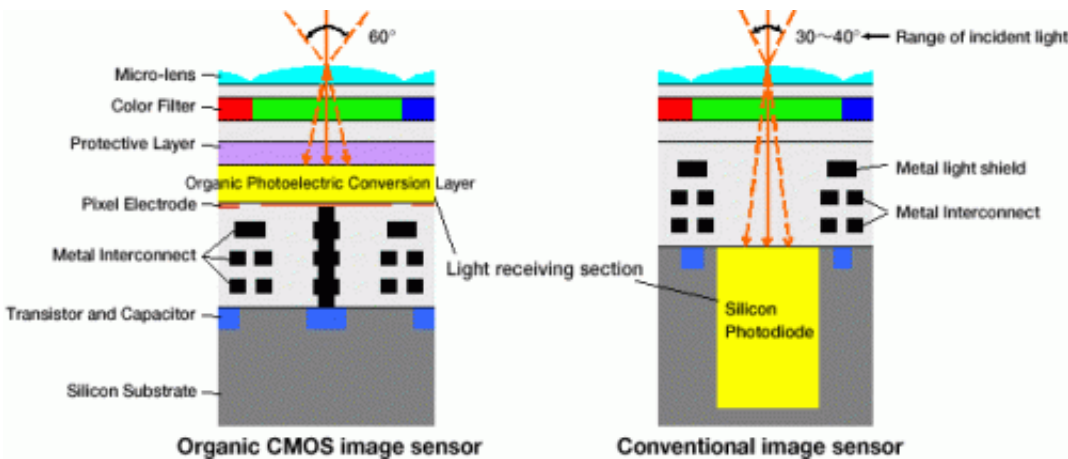 60°
30～40°
Range of incident light
Micro-lens
Color Filter
Protective Layer
Organic Photoelectric Conversion Layer
Pixel Electrode
Metal Interconnect
Transistor and Capacitor
Silicon Substrate
Light receiving section
Metal light shield
Metal Interconnect
Silicon
Photodiode
Organic CMOS image sensor
Conventional image sensor